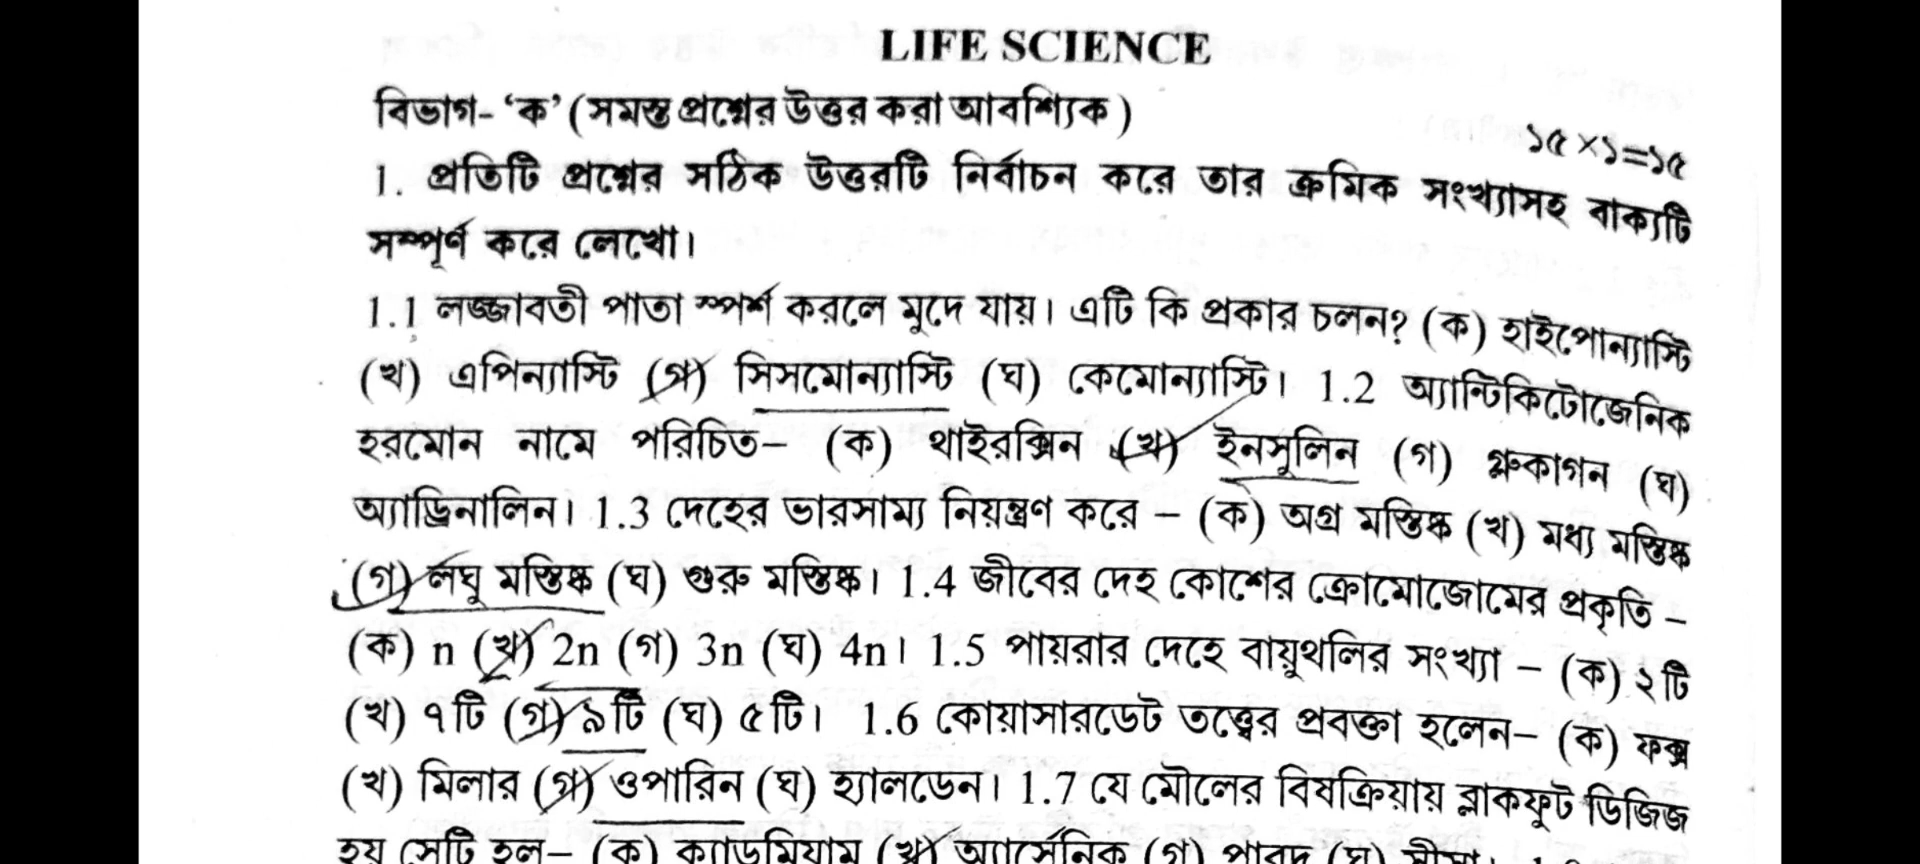 LIFE SCIENCE
বিভাগ- ‘ক’ (সমস্ত প্রশ্নের উত্তর করা আবশ্যিক)
১৫×১=১৫
1. প্রতিটি প্রশ্নের সঠিক উত্তরটি নির্বাচন করে তার ক্রমিক সংখ্যাসহ বাক্যটি
সম্পূর্ণ করে লেখো।
1.1 লজ্জাবতী পাতা স্পর্শ করলে মুদে যায়। এটি কি প্রকার চলন? (ক) হাইপোন্যাস্টি
(খ) এপিন্যাস্টি (গ) সিসমোন্যাস্টি (ঘ) কেমোন্যাস্টি। 1.2 অ্যান্টিকিটোজেনিক
হরমোন নামে পরিচিত– (ক) থাইরক্সিন (খ) ইনসুলিন (গ) গ্লুকাগন (ঘ)
অ্যাড্রিনালিন। 1.3 দেহের ভারসাম্য নিয়ন্ত্রণ করে – (ক) অগ্র মস্তিষ্ক (খ) মধ্য মস্তিষ্ক
(গ) লঘু মস্তিষ্ক (ঘ) গুরু মস্তিষ্ক। 1.4 জীবের দেহ কোশের ক্রোমোজোমের প্রকৃতি –
(ক) n (খ) 2n (গ) 3n (ঘ) 4n। 1.5 পায়রার দেহে বায়ুথলির সংখ্যা – (ক) ২টি
(খ) ৭টি (গ) ৯টি (ঘ) ৫টি। 1.6 কোয়াসারভেট তত্ত্বের প্রবক্তা হলেন– (ক) ফক্স
(খ) মিলার (গ) ওপারিন (ঘ) হ্যালডেন। 1.7 যে মৌলের বিষক্রিয়ায় ব্লাকফুট ডিজিজ
হয় সেটি হল– (ক) ক্যাডমিয়াম (খ) অ্যার্সেনিক (গ) পারদ (ঘ) সীসা।